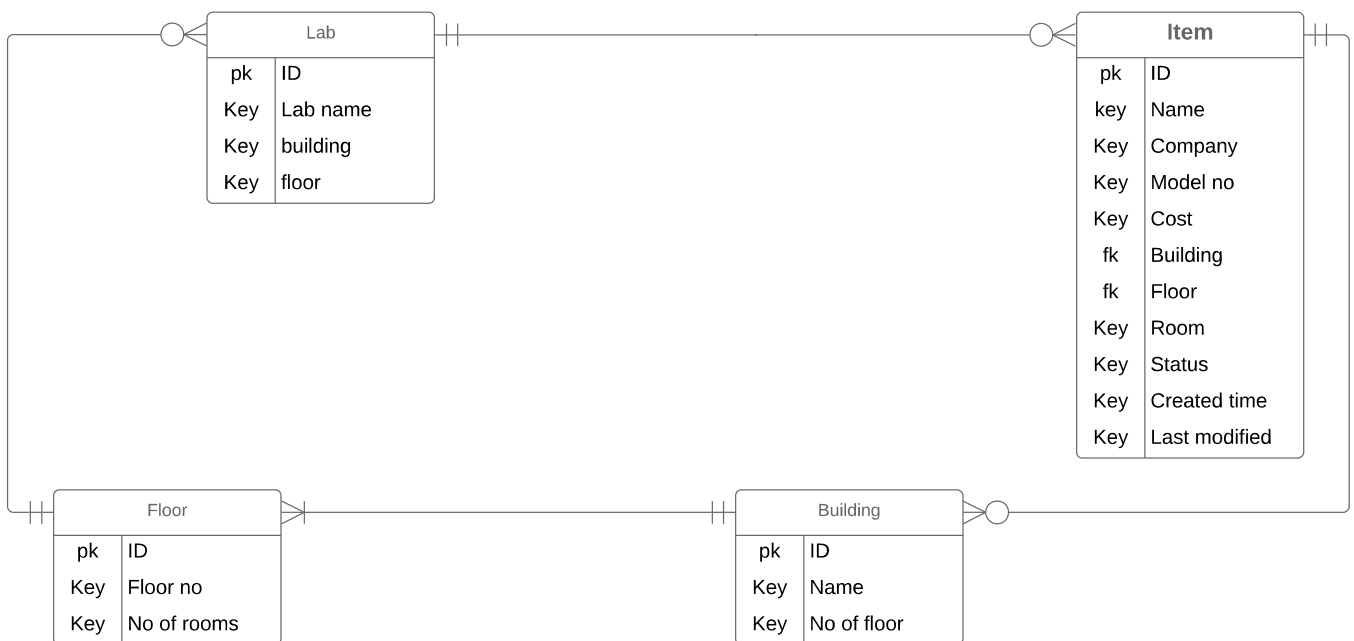 Lab
pk ID
Key Lab name
Key building
Key floor
Item
pk ID
key Name
Key Company
Key Model no
Key Cost
fk Building
fk Floor
Key Room
Key Status
Key Created time
Key Last modified
Floor
pk ID
Key Floor no
Key No of rooms
Building
pk ID
Key Name
Key No of floor